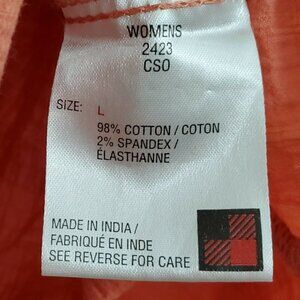 WOMENS
2423
CSO
SIZE: L
98% COTTON / COTON
2% SPANDEX /
ÉLASTHANNE
MADE IN INDIA /
FABRIQUÉ EN INDE
SEE REVERSE FOR CARE